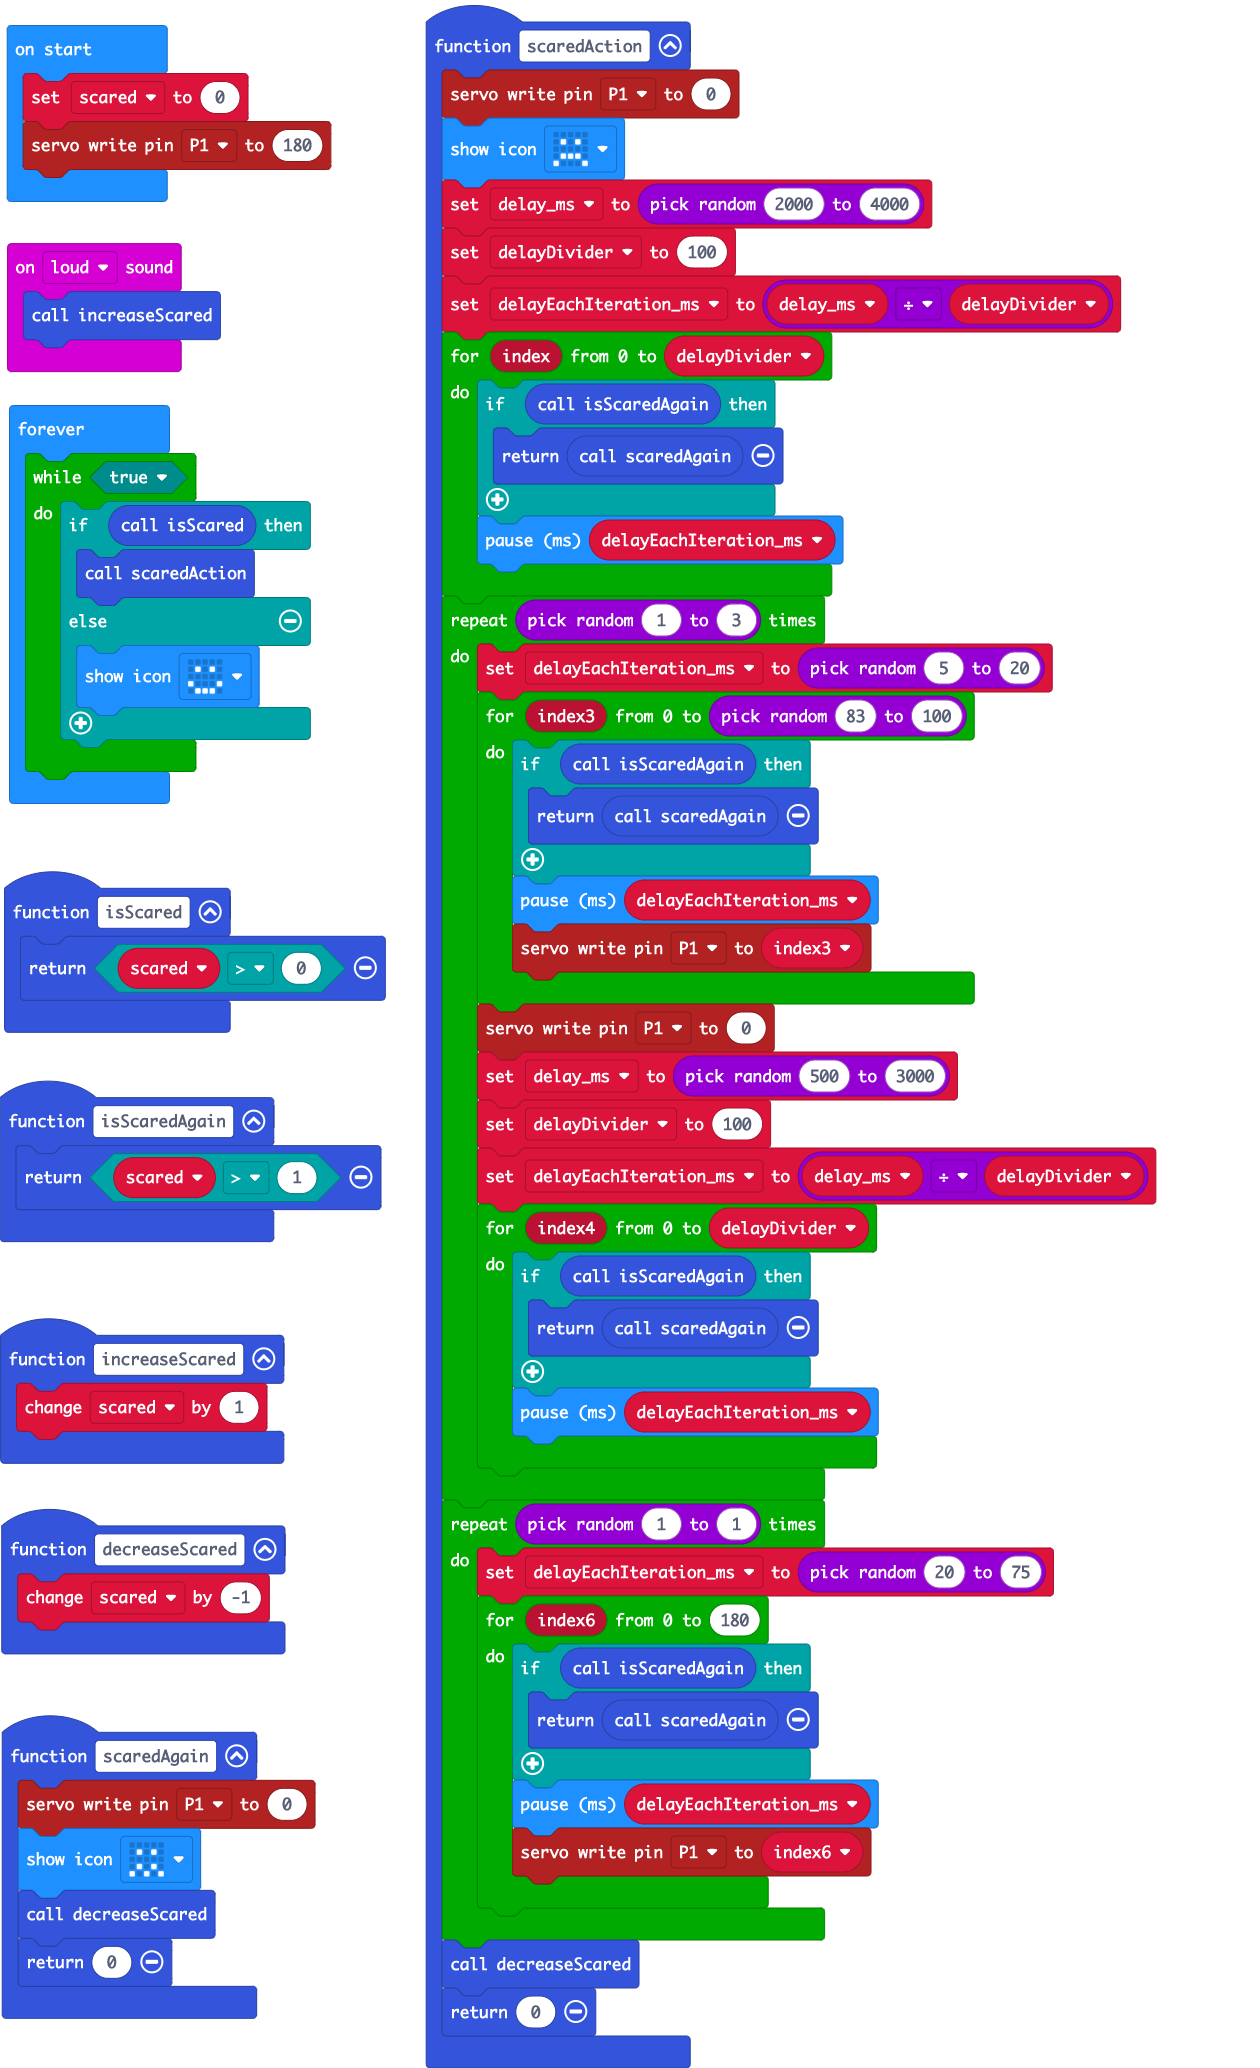 on start
set scared to 0
servo write pin P1 to 180
on loud sound
call increaseScared
forever
while true
do if call isScared then
call scaredAction
else
show icon
function isScared
return scared > 0
function isScaredAgain
return scared > 1
function increaseScared
change scared by 1
function decreaseScared
change scared by -1
function scaredAgain
servo write pin P1 to 0
show icon
call decreaseScared
return 0
function scaredAction
servo write pin P1 to 0
show icon
set delay_ms to pick random 2000 to 4000
set delayDivider to 100
set delayEachIteration_ms to delay_ms ÷ delayDivider
for index from 0 to delayDivider
do if call isScaredAgain then
return call scaredAgain
pause (ms) delayEachIteration_ms
repeat pick random 1 to 3 times
do set delayEachIteration_ms to pick random 5 to 20
for index3 from 0 to pick random 83 to 100
do if call isScaredAgain then
return call scaredAgain
pause (ms) delayEachIteration_ms
servo write pin P1 to index3
servo write pin P1 to 0
set delay_ms to pick random 500 to 3000
set delayDivider to 100
set delayEachIteration_ms to delay_ms ÷ delayDivider
for index4 from 0 to delayDivider
do if call isScaredAgain then
return call scaredAgain
pause (ms) delayEachIteration_ms
repeat pick random 1 to 1 times
do set delayEachIteration_ms to pick random 20 to 75
for index6 from 0 to 180
do if call isScaredAgain then
return call scaredAgain
pause (ms) delayEachIteration_ms
servo write pin P1 to index6
call decreaseScared
return 0